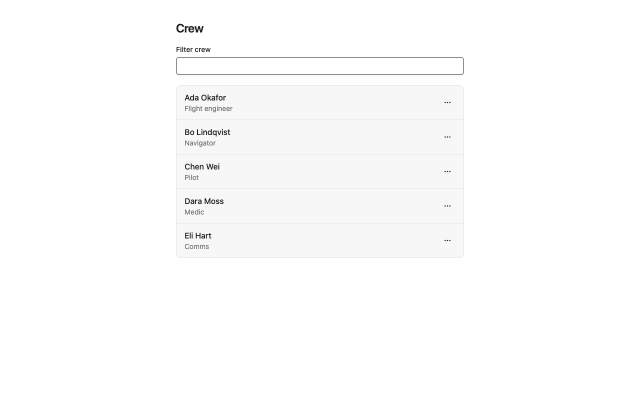 Crew
Filter crew
Ada Okafor
Flight engineer
...
Bo Lindqvist
Navigator
...
Chen Wei
Pilot
...
Dara Moss
Medic
...
Eli Hart
Comms
...